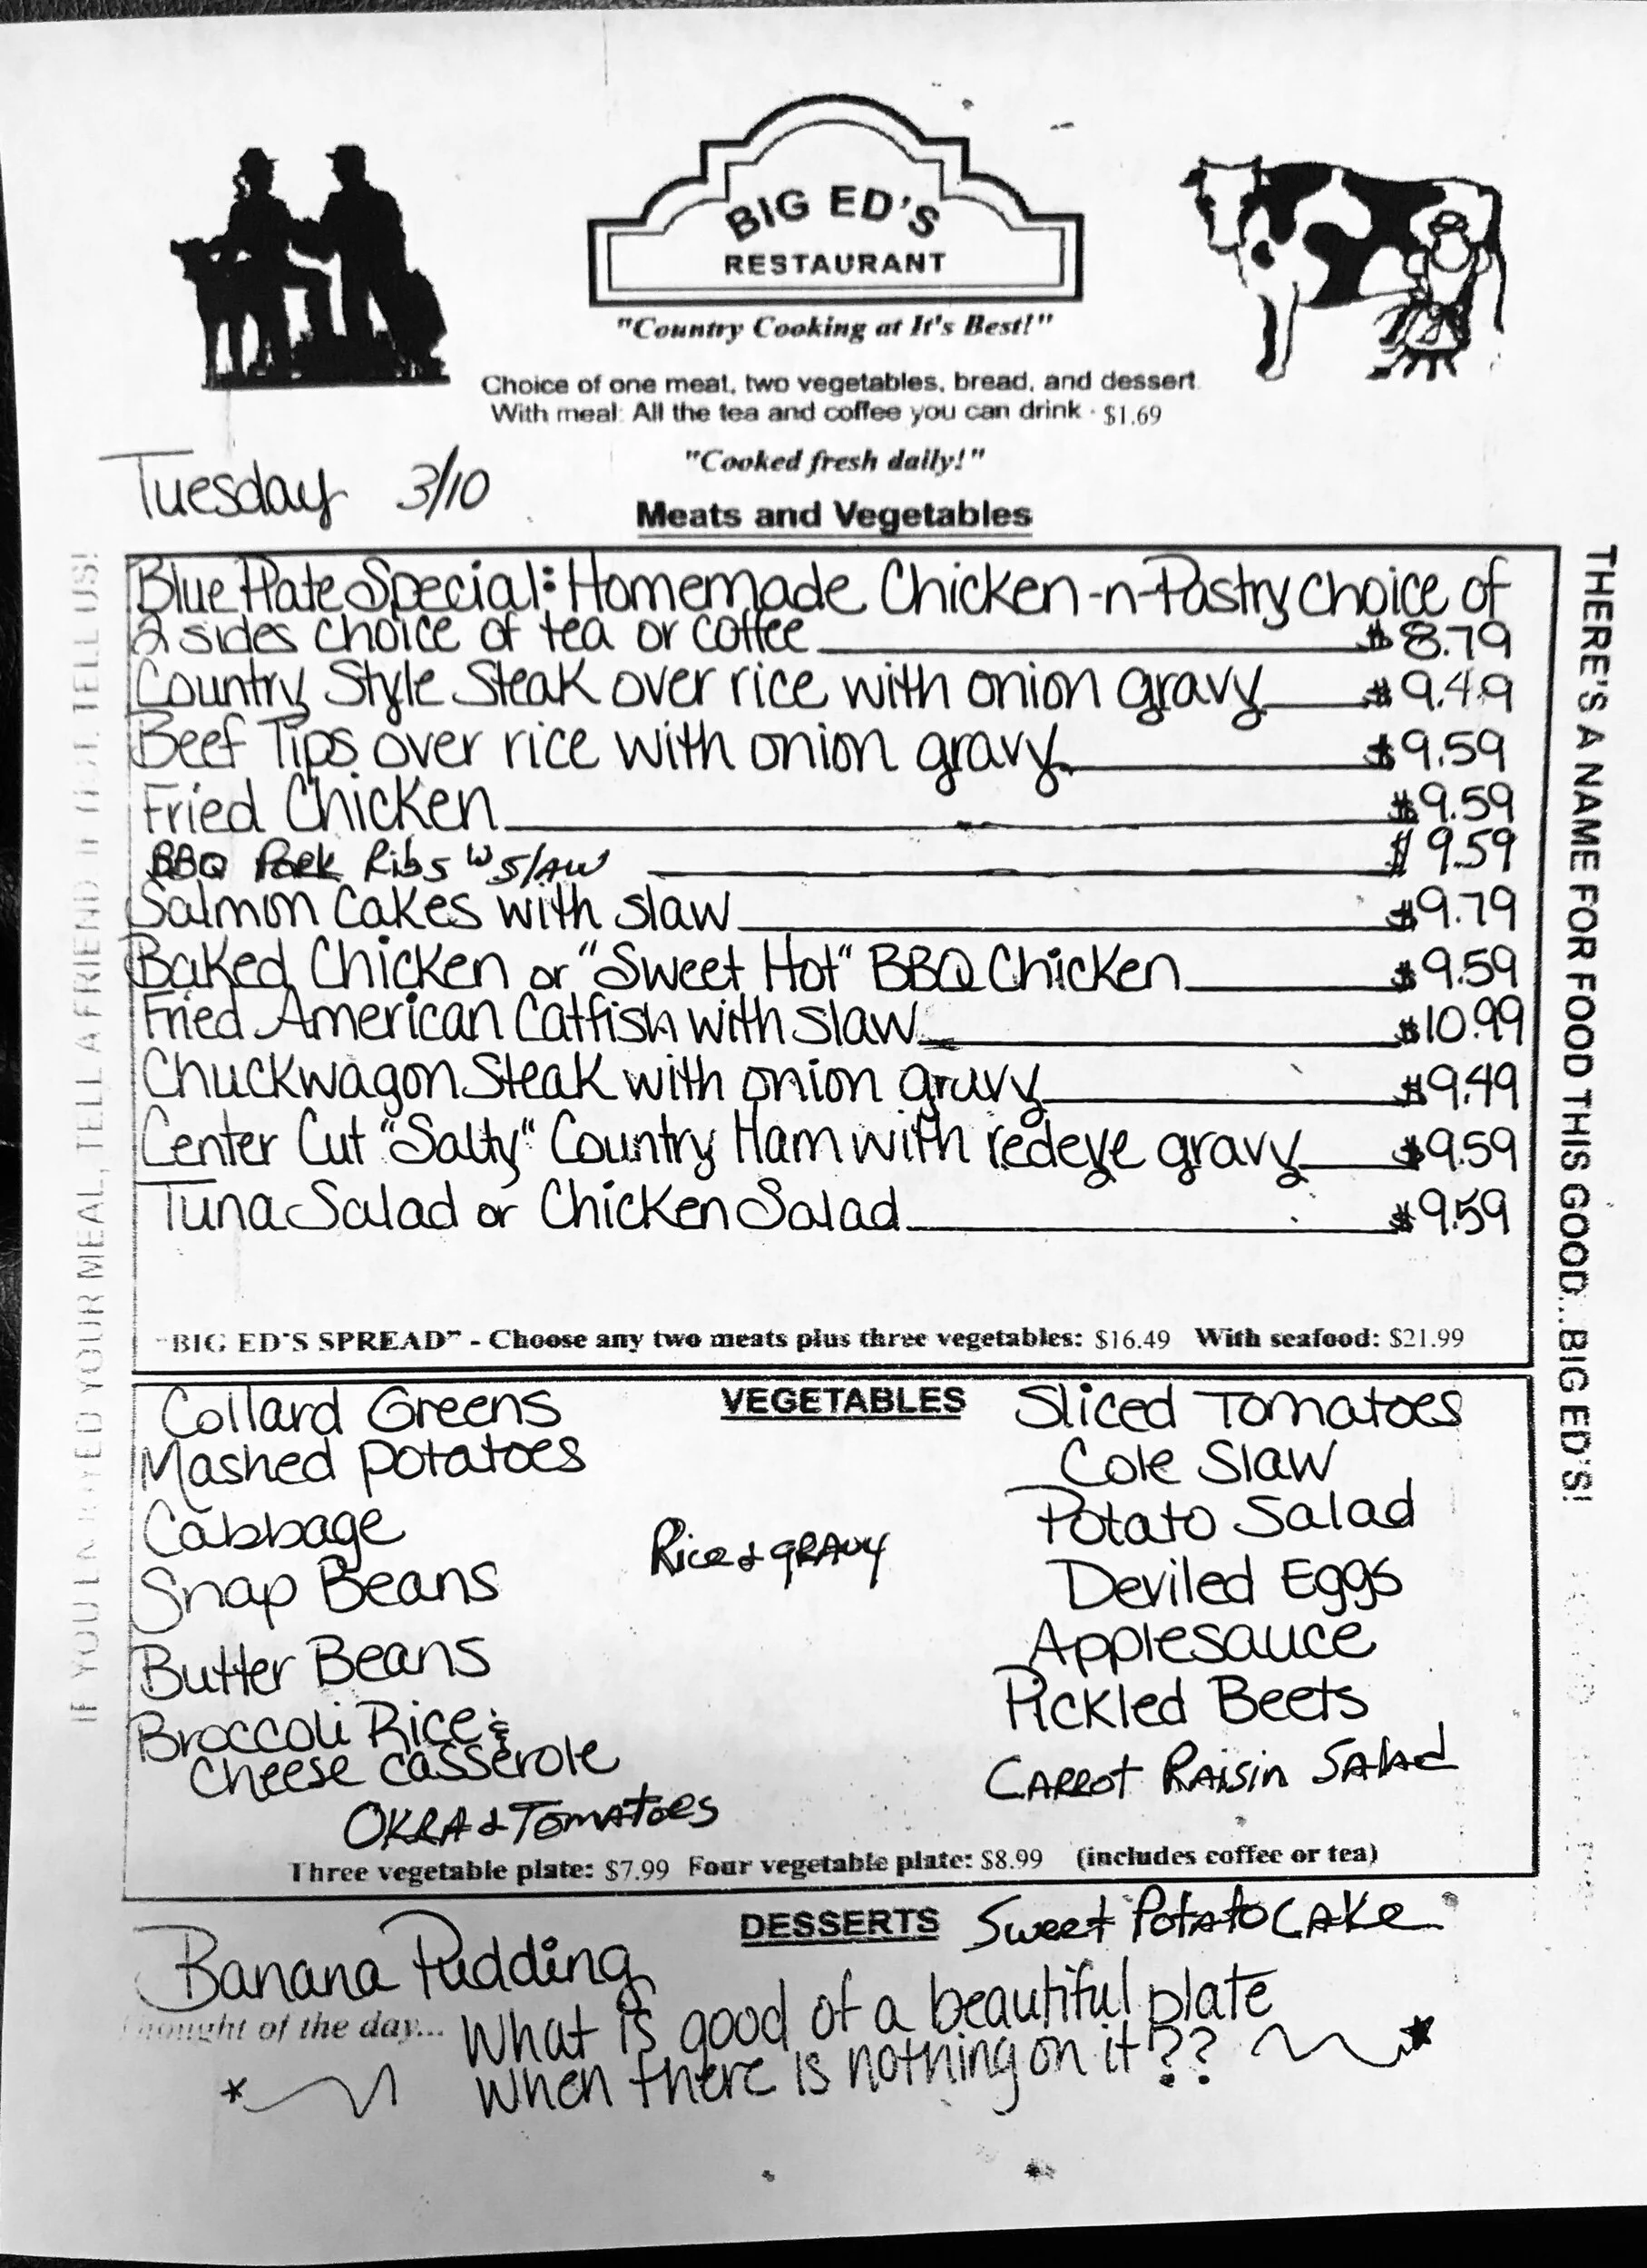 BIG ED'S
RESTAURANT
"Country Cooking at It's Best!"
Choice of one meat, two vegetables, bread, and dessert.
With meal: All the tea and coffee you can drink - $1.69
"Cooked fresh daily!"
Tuesday 3/10
Meats and Vegetables
Blue Plate Special: Homemade Chicken-n-Pastry choice of
2 sides choice of tea or coffee $8.79
Country Style Steak over rice with onion gravy $9.49
Beef Tips over rice with onion gravy $9.59
Fried Chicken $9.59
BBQ Pork Ribs w slaw $9.59
Salmon Cakes with slaw $9.79
Baked Chicken or "Sweet Hot" BBQ Chicken $9.59
Fried American Catfish with slaw $10.99
Chuckwagon Steak with onion gravy $9.49
Center Cut "Salty" Country Ham with redeye gravy $9.59
Tuna Salad or Chicken Salad $9.59
"BIG ED'S SPREAD" - Choose any two meats plus three vegetables: $16.49 With seafood: $21.99
VEGETABLES
Collard Greens
Mashed Potatoes
Cabbage
Snap Beans
Butter Beans
Broccoli Rice &
Cheese casserole
OKRA & TOMATOES
Rice & GRAVY
Sliced Tomatoes
Cole Slaw
Potato Salad
Deviled Eggs
Applesauce
Pickled Beets
CARROT RAISIN SALAD
Three vegetable plate: $7.99 Four vegetable plate: $8.99 (includes coffee or tea)
DESSERTS
Banana Pudding
Sweet Potato CAKe
Thought of the day... What is good of a beautiful plate
when there is nothing on it??
IF YOU ENJOYED YOUR MEAL, TELL A FRIEND. IF NOT, TELL US!
THERE'S A NAME FOR FOOD THIS GOOD...BIG ED'S!